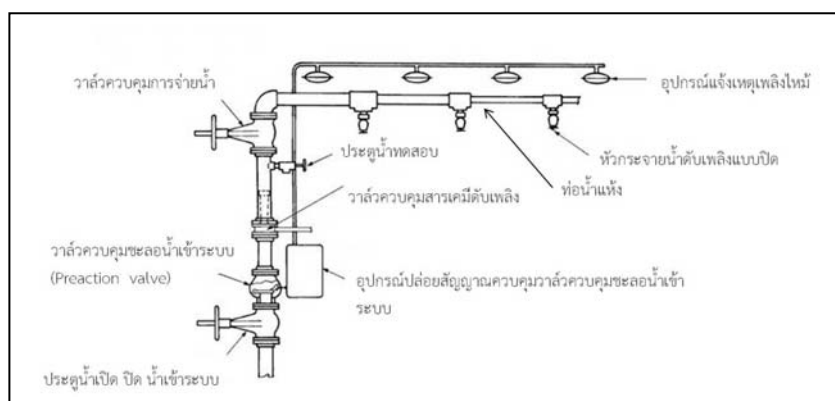 วาล์วควบคุมการจ่ายน้ำ
อุปกรณ์แจ้งเหตุเพลิงไหม้
ประตูน้ำทดสอบ
หัวกระจายน้ำดับเพลิงแบบปิด
ท่อน้ำแห้ง
วาล์วควบคุมสารเคมีดับเพลิง
วาล์วควบคุมชะลอน้ำเข้าระบบ
(Preaction valve)
อุปกรณ์ปล่อยสัญญาณควบคุมวาล์วควบคุมชะลอน้ำเข้า
ระบบ
ประตูน้ำเปิด ปิด น้ำเข้าระบบ